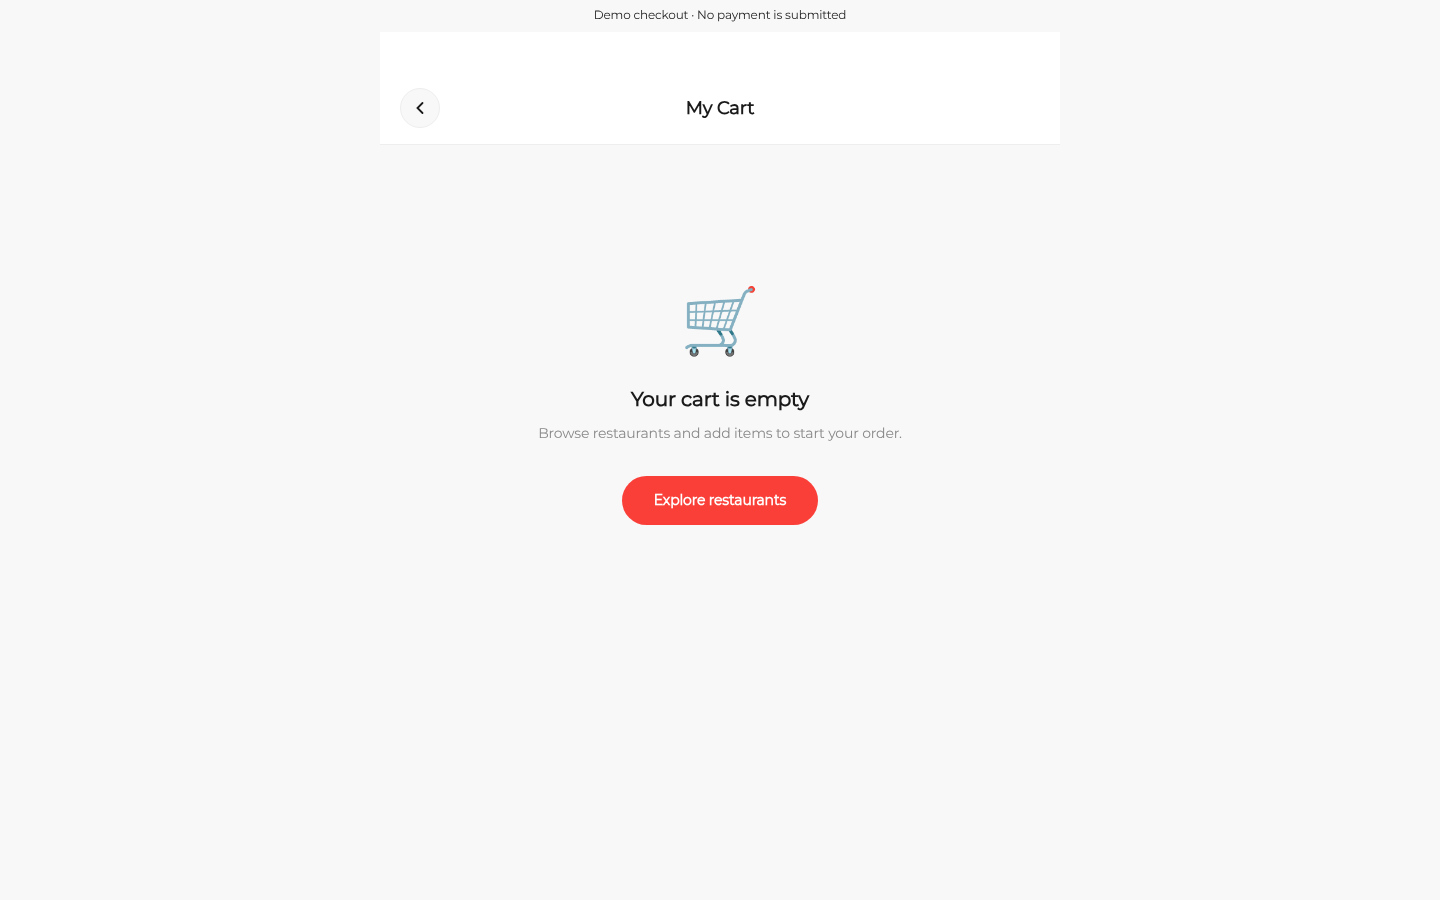 Demo checkout · No payment is submitted
My Cart
Your cart is empty
Browse restaurants and add items to start your order.
Explore restaurants